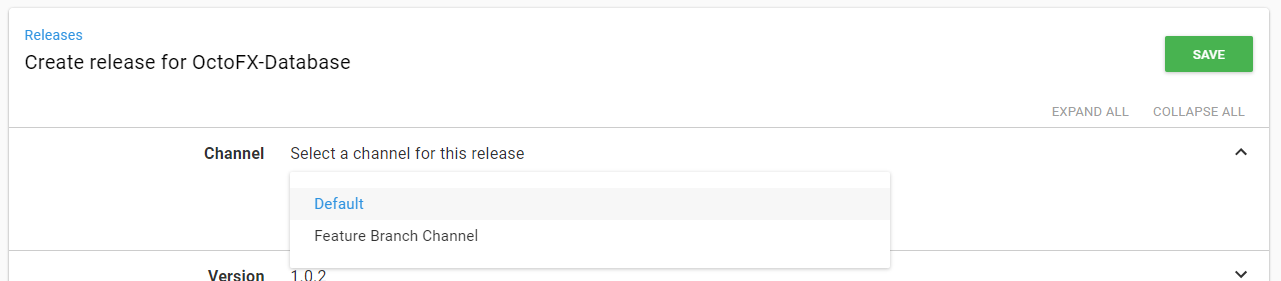 Releases
Create release for OctoFX-Database
SAVE
EXPAND ALL COLLAPSE ALL
Channel Select a channel for this release
Default
Feature Branch Channel
Version 1.0.2